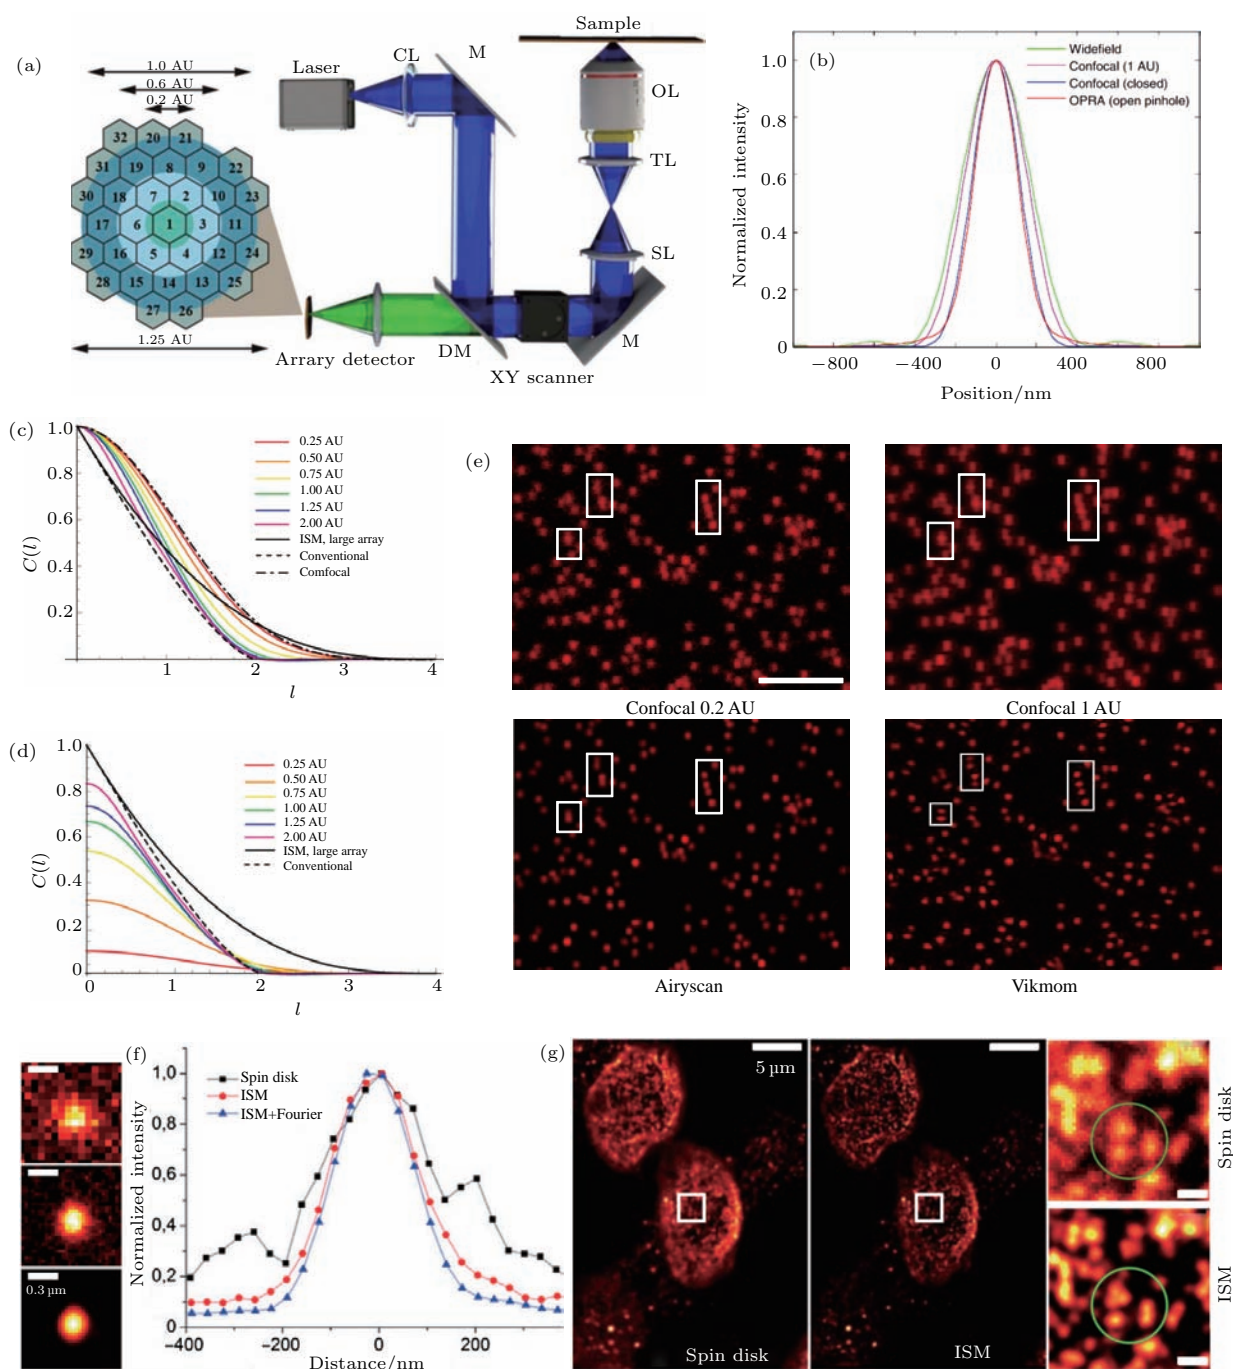 (a)
1.0 AU
0.6 AU
0.2 AU
32 20 21
31 19 8 9 22
30 18 7 2 10 23
17 6 1 3 11
29 16 5 4 12 24
28 15 14 13 25
27 26
1.25 AU
Laser
CL
M
Sample
OL
TL
SL
M
DM
XY scanner
Arrary detector
(b)
Normalized intensity
1.0
0.8
0.6
0.4
0.2
0
Widefield
Confocal (1 AU)
Confocal (closed)
OPRA (open pinhole)
−800 −400 0 400 800
Position/nm
(c)
C(l)
1.0
0.8
0.6
0.4
0.2
0.25 AU
0.50 AU
0.75 AU
1.00 AU
1.25 AU
2.00 AU
ISM, large array
Conventional
Comfocal
1 2 3 4
l
(d)
C(l)
1.0
0.8
0.6
0.4
0.2
0
0.25 AU
0.50 AU
0.75 AU
1.00 AU
1.25 AU
2.00 AU
ISM, large array
Conventional
0 1 2 3 4
l
(e)
Confocal 0.2 AU
Confocal 1 AU
Airyscan
Vikmom
0.3 µm
(f)
Normalized intensity
1,0
0,8
0,6
0,4
0,2
0
Spin disk
ISM
ISM+Fourier
−400 −200 0 200
Distance/nm
(g)
5 µm
Spin disk
ISM
Spin disk
ISM